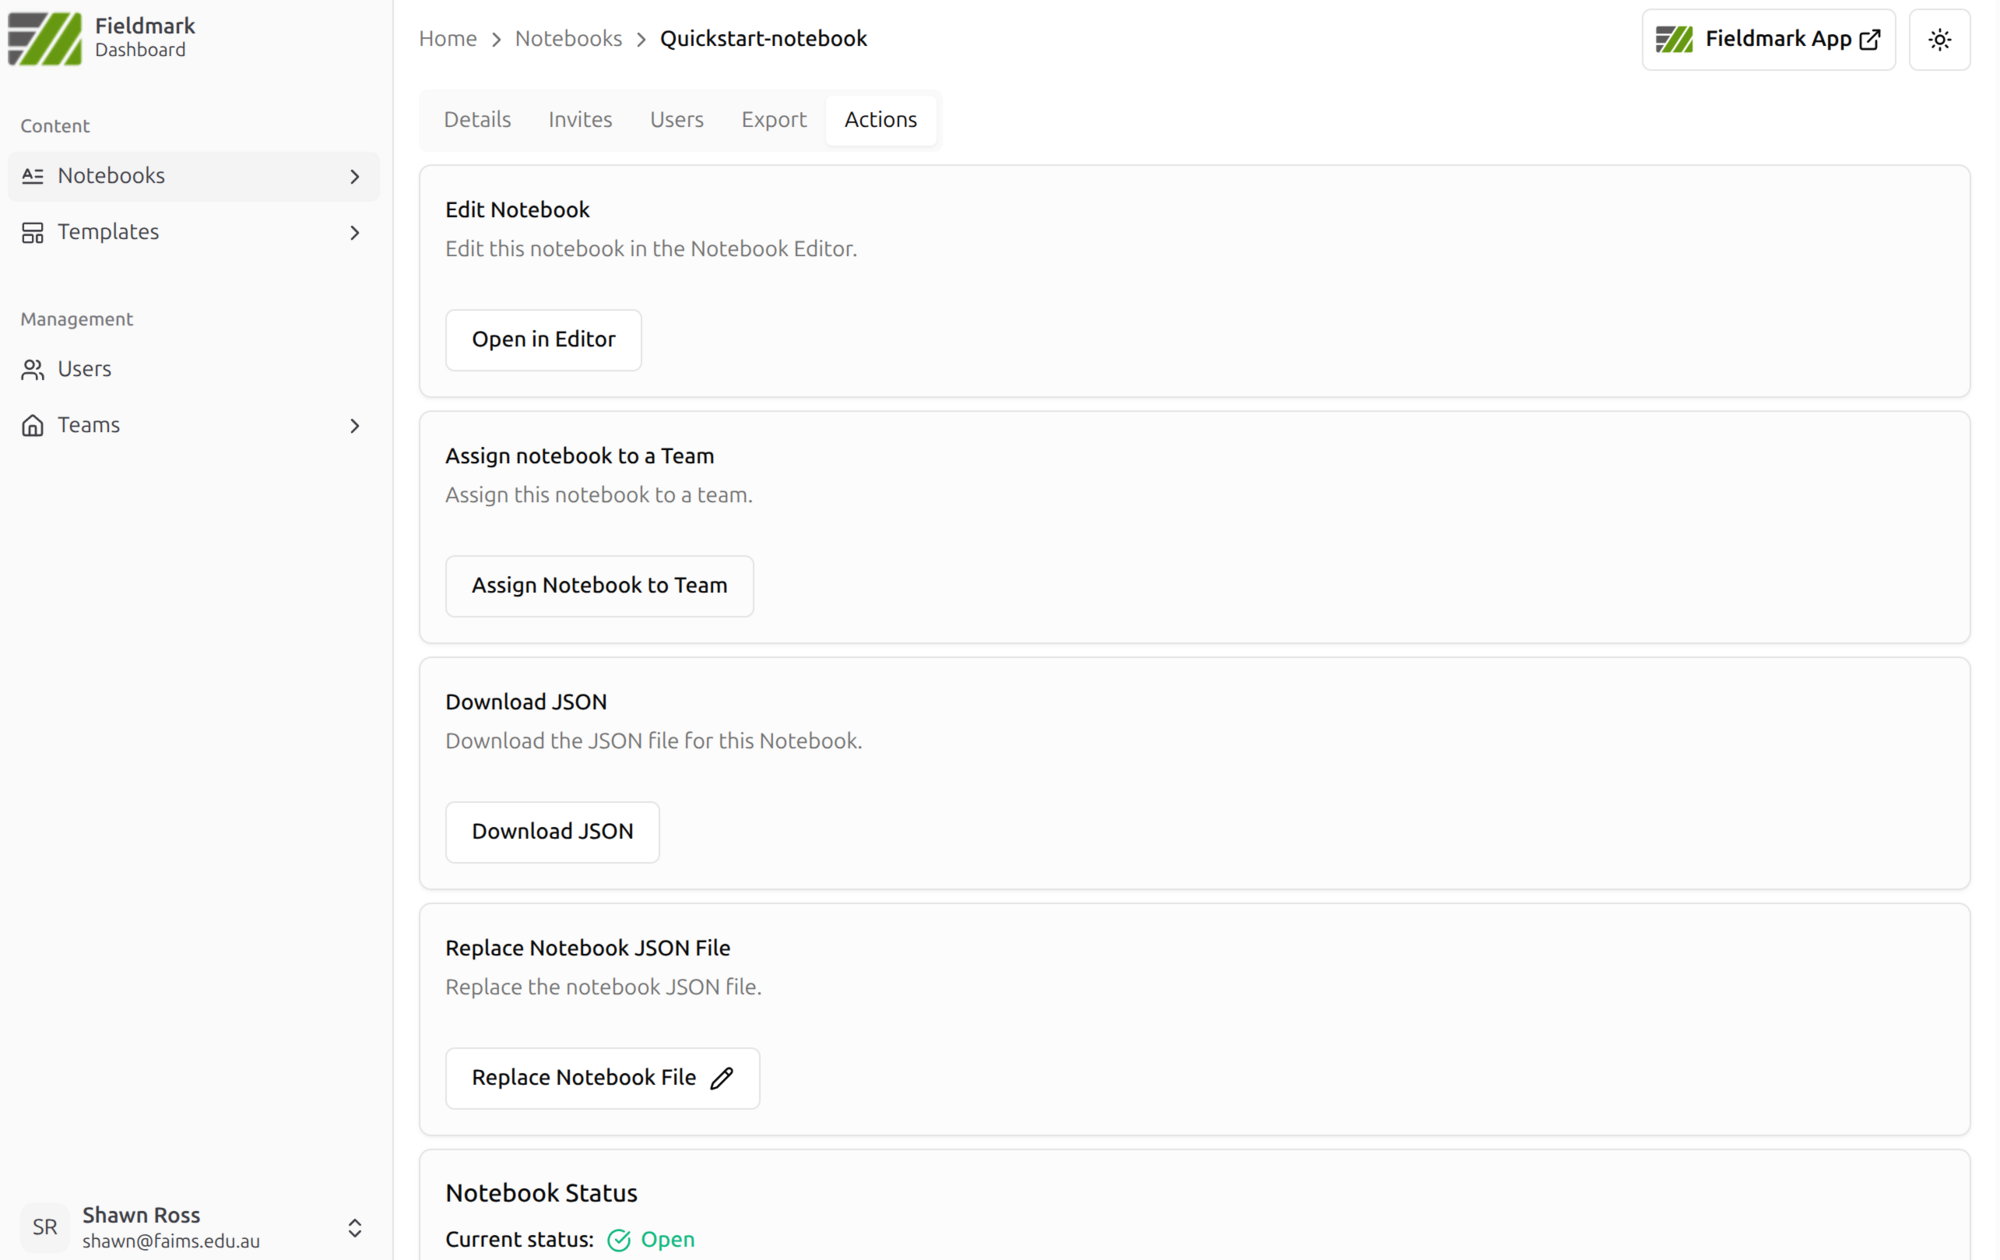 Fieldmark
Dashboard
Content
Notebooks
Templates
Management
Users
Teams
SR
Shawn Ross
shawn@faims.edu.au
Home > Notebooks > Quickstart-notebook
Fieldmark App
Details Invites Users Export Actions
Edit Notebook
Edit this notebook in the Notebook Editor.
Open in Editor
Assign notebook to a Team
Assign this notebook to a team.
Assign Notebook to Team
Download JSON
Download the JSON file for this Notebook.
Download JSON
Replace Notebook JSON File
Replace the notebook JSON file.
Replace Notebook File
Notebook Status
Current status: Open